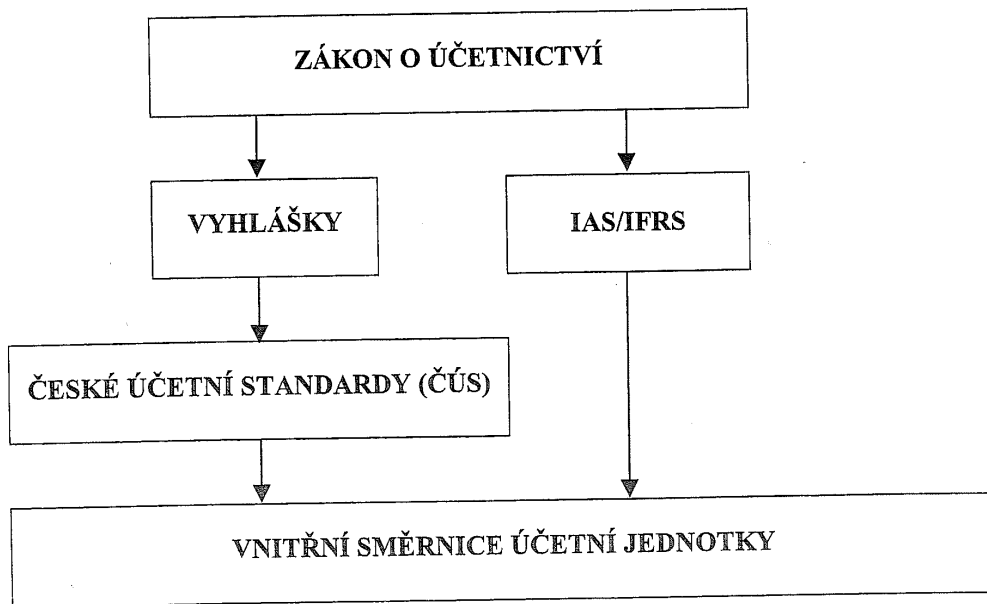 ZÁKON O ÚČETNICTVÍ
VYHLÁŠKY
IAS/IFRS
ČESKÉ ÚČETNÍ STANDARDY (ČÚS)
VNITŘNÍ SMĚRNICE ÚČETNÍ JEDNOTKY